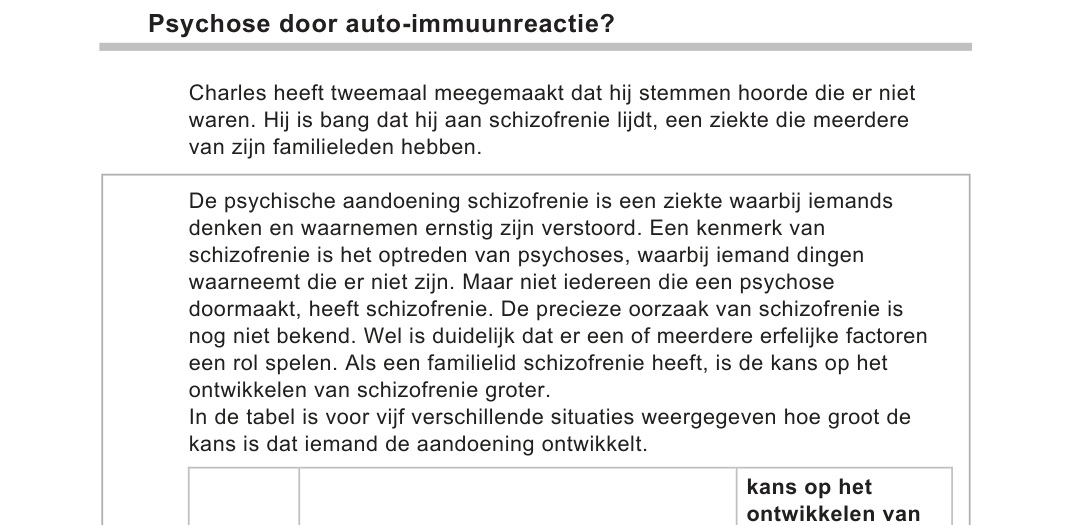 Psychose door auto-immuunreactie?
Charles heeft tweemaal meegemaakt dat hij stemmen hoorde die er niet
waren. Hij is bang dat hij aan schizofrenie lijdt, een ziekte die meerdere
van zijn familieleden hebben.
De psychische aandoening schizofrenie is een ziekte waarbij iemands
denken en waarnemen ernstig zijn verstoord. Een kenmerk van
schizofrenie is het optreden van psychoses, waarbij iemand dingen
waarneemt die er niet zijn. Maar niet iedereen die een psychose
doormaakt, heeft schizofrenie. De precieze oorzaak van schizofrenie is
nog niet bekend. Wel is duidelijk dat er een of meerdere erfelijke factoren
een rol spelen. Als een familielid schizofrenie heeft, is de kans op het
ontwikkelen van schizofrenie groter.
In de tabel is voor vijf verschillende situaties weergegeven hoe groot de
kans is dat iemand de aandoening ontwikkelt.
kans op het
ontwikkelen van